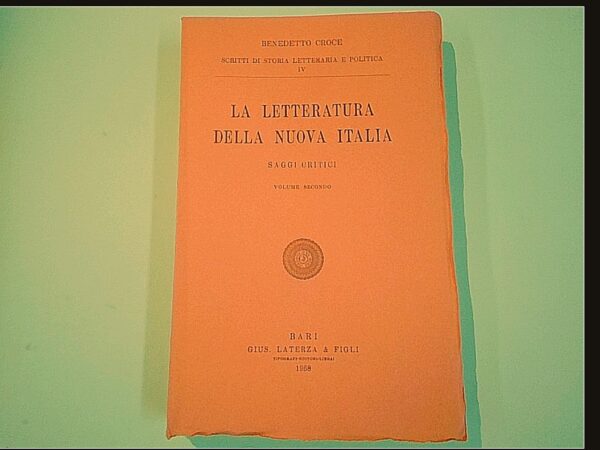 BENEDETTO CROCE
SCRITTI DI STORIA LETTERARIA E POLITICA
IV
LA LETTERATURA
DELLA NUOVA ITALIA
SAGGI CRITICI
VOLUME SECONDO
BARI
GIUS. LATERZA & FIGLI
TIPOGRAFI-EDITORI-LIBRAI
1968